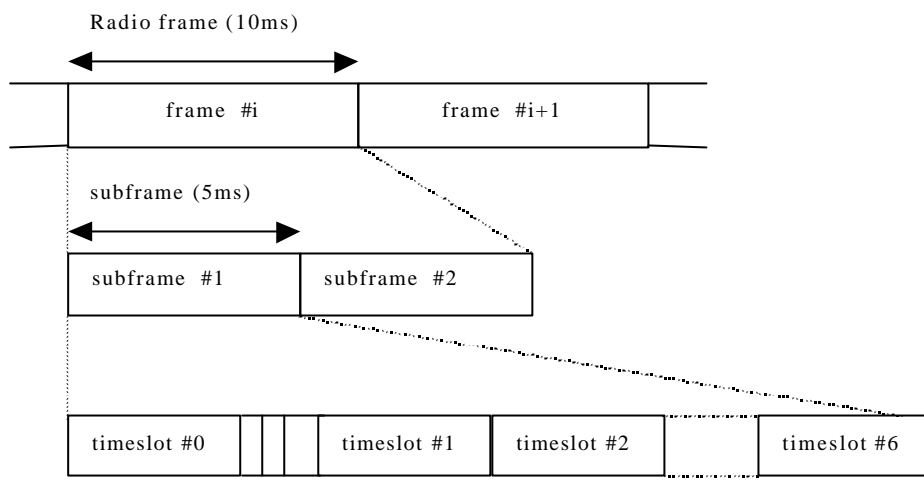 Radio frame (10ms)
frame #i frame #i+1
subframe (5ms)
subframe #1 subframe #2
timeslot #0 timeslot #1 timeslot #2 timeslot #6